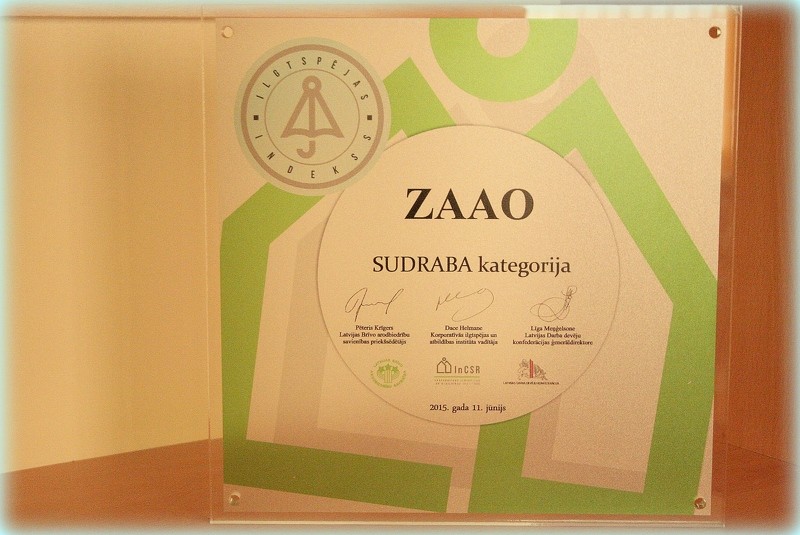 ILGTSPĒJAS
INDEKSS
ZAAO
SUDRABA kategorija
Pēteris Krīgers
Latvijas Brīvo arodbiedrību
savienības priekšsēdētājs
Dace Helmane
Korporatīvās ilgtspējas un
atbildības institūta vadītāja
Līga Meņģelsone
Latvijas Darba devēju
konfederācijas ģenerāldirektore
InCSR
2015. gada 11. jūnijs